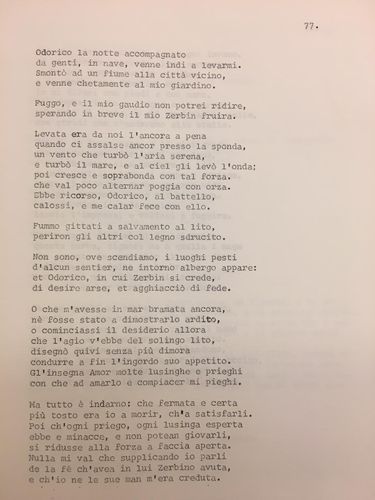 77.
Odorico la notte accompagnato
da genti, in nave, venne indi a levarmi.
Smontò ad un fiume alla città vicino,
e venne chetamente al mio giardino.
Fuggo, e il mio gaudio non potrei ridire,
sperando in breve il mio Zerbin fruira.
Levata era da noi l'ancora a pena
quando ci assalse ancor presso la sponda,
un vento che turbò l'aria serena,
e turbò il mare, e al ciel gli levò l'onda;
poi cresce e soprabonda con tal forza.
che val poco alternar poggia con orza.
Ebbe ricorso, Odorico, al battello,
calossi, e me calar fece con ello.
Fummo gittati a salvamento al lito,
periron gli altri col legno sdrucito.
Non sono, ove scendiamo, i luoghi pesti
d'alcun sentier, ne intorno albergo appare:
et Odorico, in cui Zerbin si crede,
di desire arse, et agghiacciò di fede.
O che m'avesse in mar bramata ancora,
nè fosse stato a dimostrarlo ardito,
o cominciassi il desiderio allora
che l'agio v'ebbe del solingo lito,
disegnò quivi senza più dimora
condurre a fin l'ingordo suo appetito.
Gl'insegna Amor molte lusinghe e prieghi
con che ad amarlo e compiacer mi pieghi.
Ma tutto è indarno: che fermata e certa
più tosto era io a morir, ch'a satisfarli.
Poi ch'ogni priego, ogni lusinga esperta
ebbe e minacce, e non potean giovarli,
si ridusse alla forza a faccia aperta.
Nulla mi val che supplicando io parli
de la fè ch'avea in lui Zerbino avuta,
e ch'io ne le sue man m'era creduta.